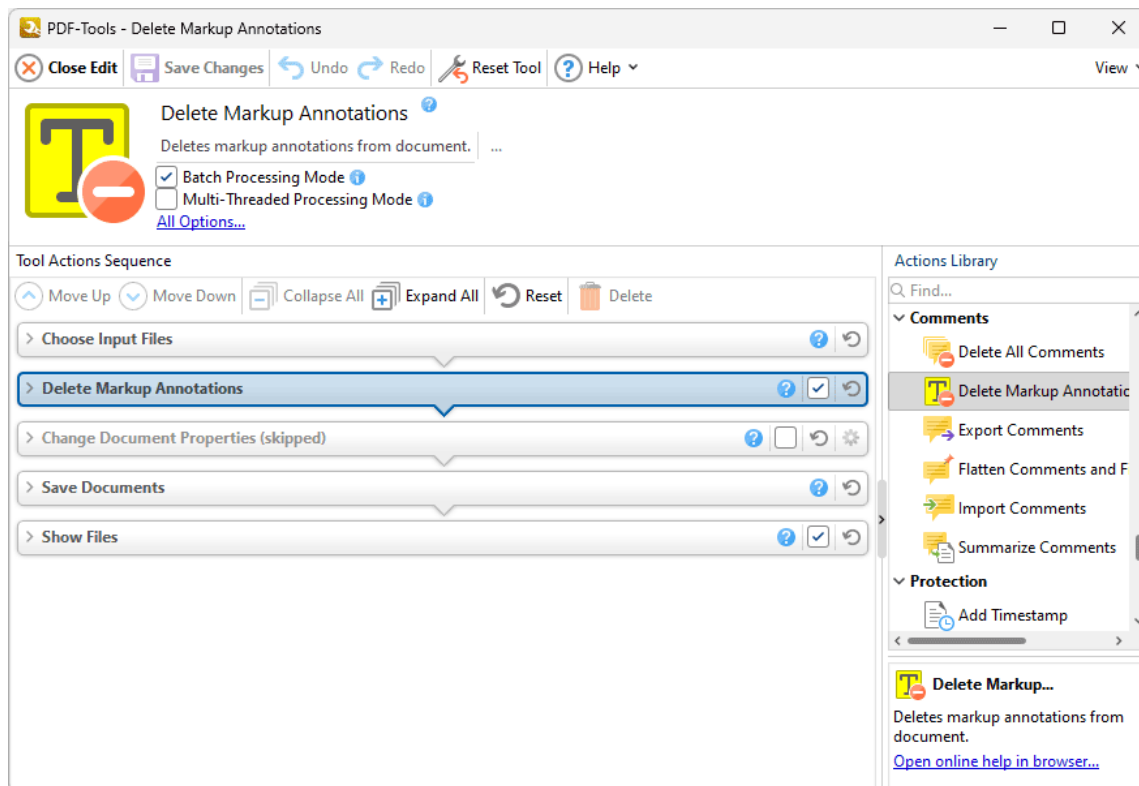 PDF-Tools - Delete Markup Annotations
Close Edit Save Changes Undo Redo Reset Tool ? Help View
Delete Markup Annotations ?
Deletes markup annotations from document. ...
Batch Processing Mode i
Multi-Threaded Processing Mode i
All Options...
Tool Actions Sequence
Move Up Move Down Collapse All Expand All Reset Delete
Choose Input Files ?
Delete Markup Annotations ?
Change Document Properties (skipped) ?
Save Documents ?
Show Files ?
Actions Library
Find...
Comments
Delete All Comments
T Delete Markup Annotatio
Export Comments
Flatten Comments and F
Import Comments
Summarize Comments
Protection
Add Timestamp
T Delete Markup...
Deletes markup annotations from
document.
Open online help in browser...